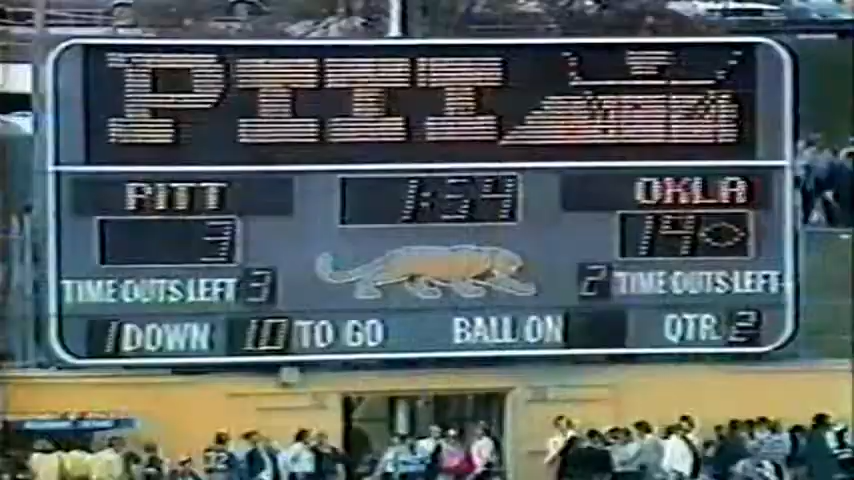 PITT
PITT 1:54 OKLA
3 14
TIME OUTS LEFT 3 2 TIME OUTS LEFT
1 DOWN 10 TO GO BALL ON QTR. 2